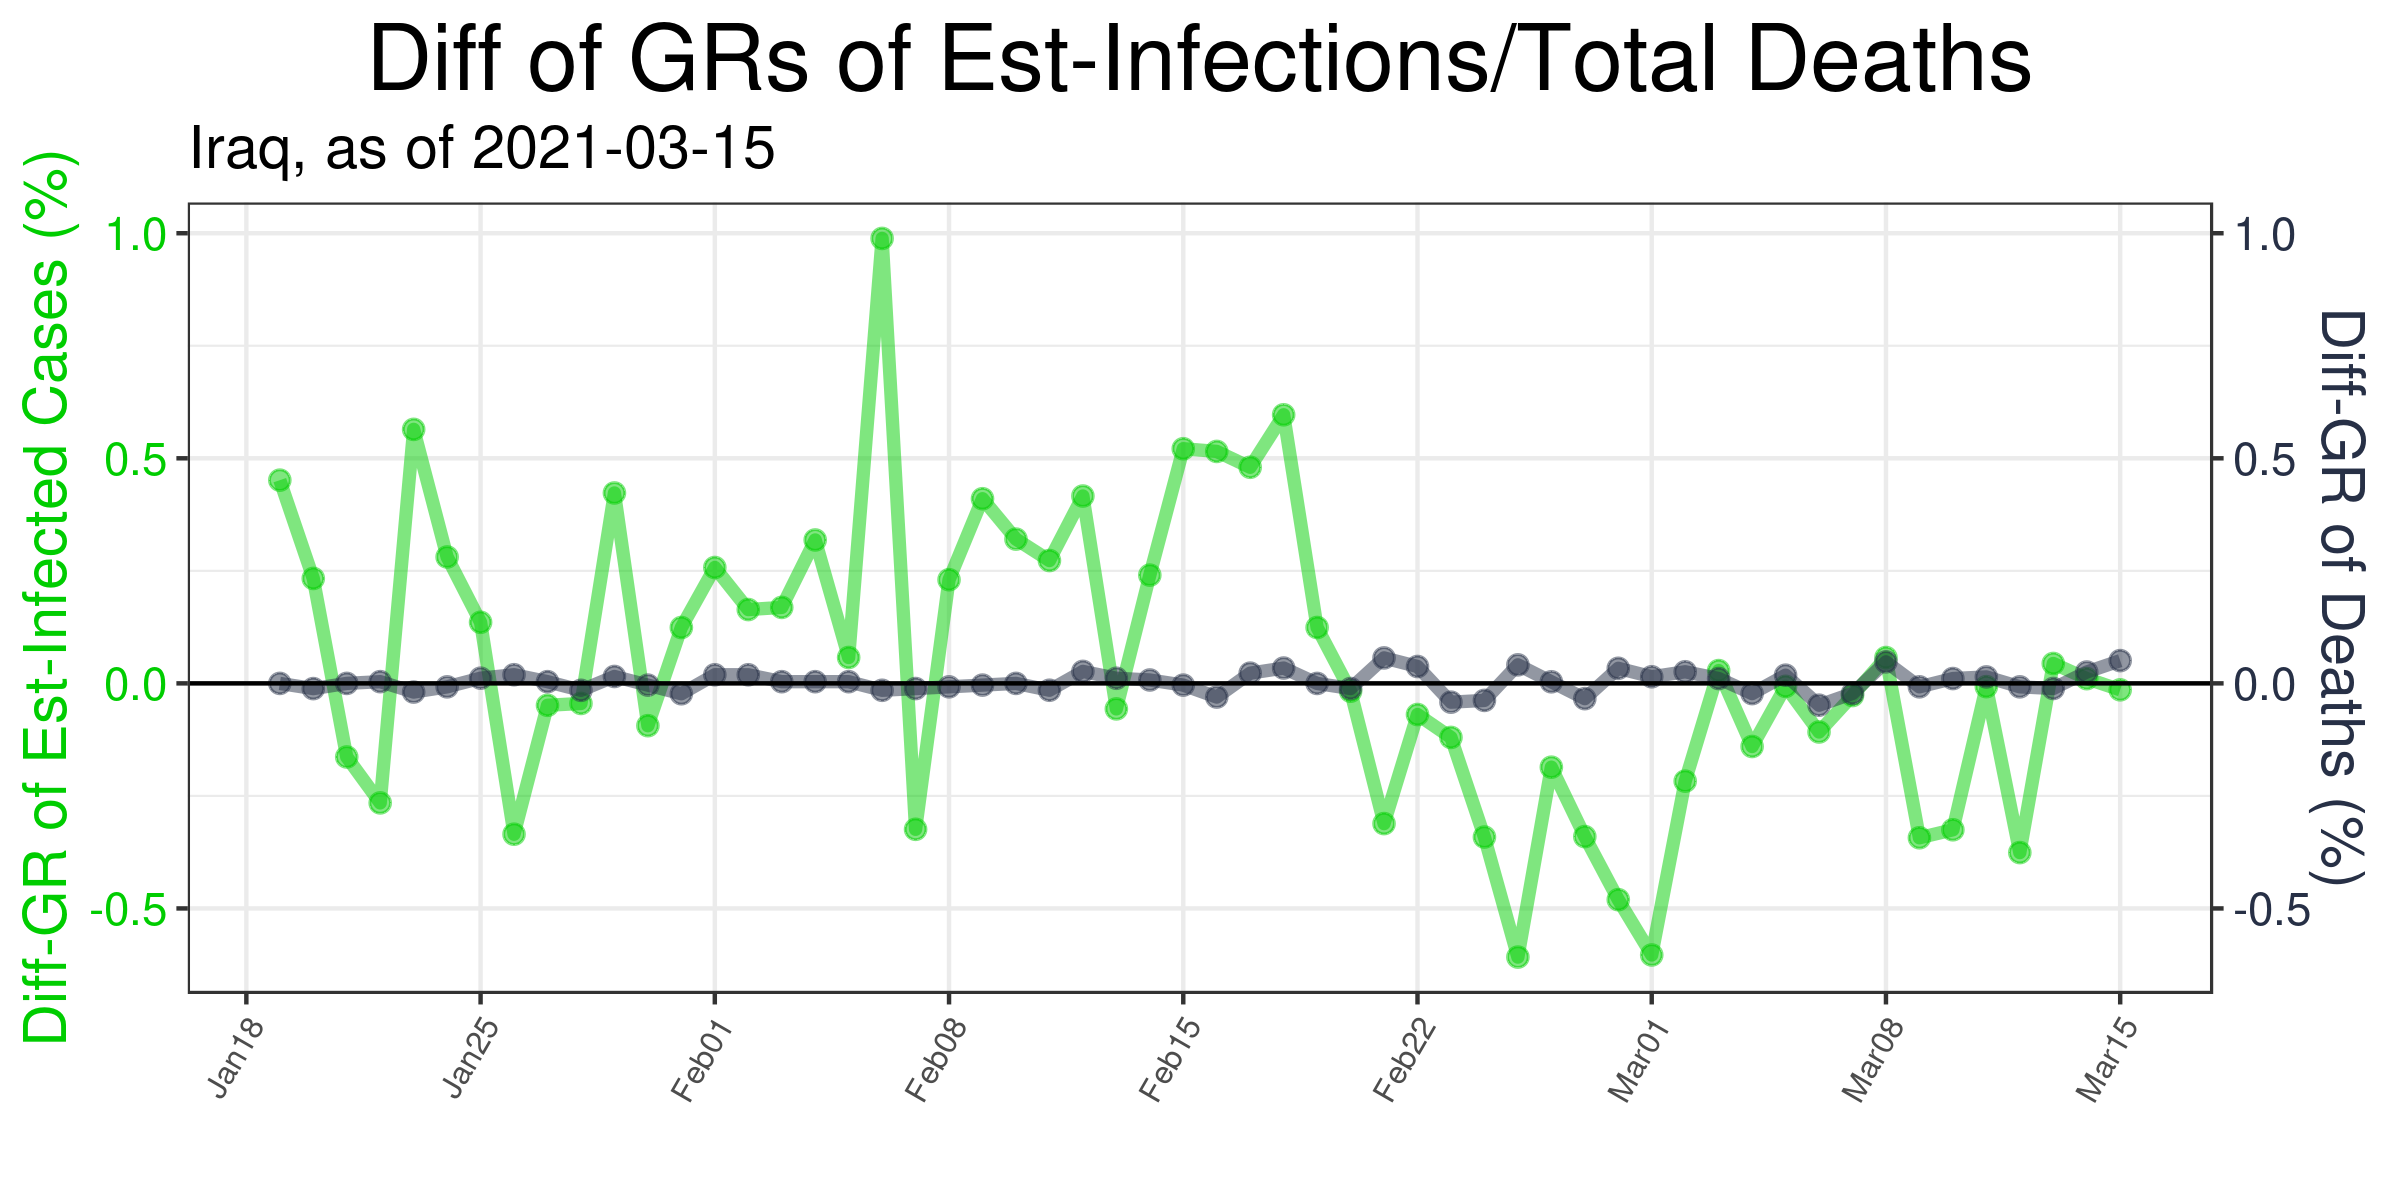 Diff of GRs of Est-Infections/Total Deaths
Iraq, as of 2021-03-15
Diff-GR of Est-Infected Cases (%)
1.0
0.5
0.0
-0.5
1.0
0.5
0.0
-0.5
Diff-GR of Deaths (%)
Jan18
Jan25
Feb01
Feb08
Feb15
Feb22
Mar01
Mar08
Mar15